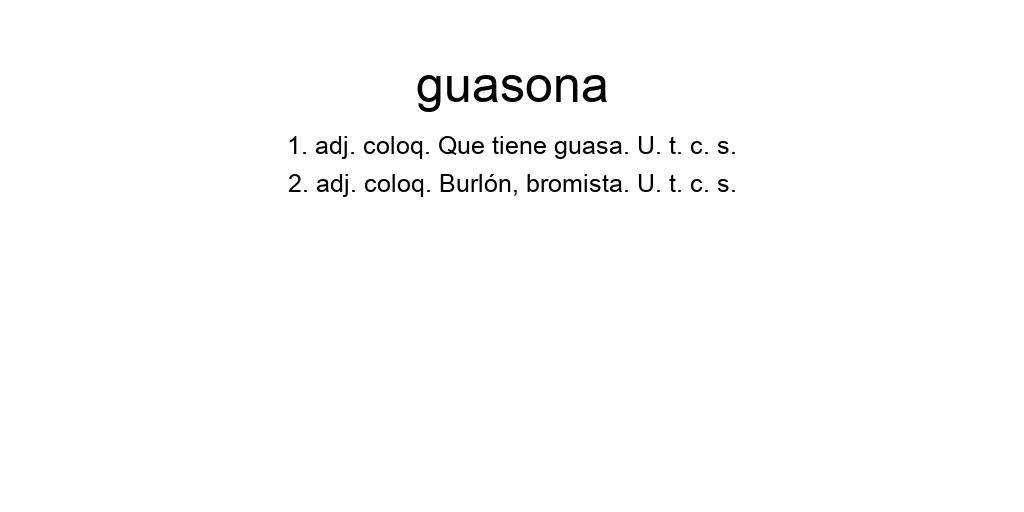 guasona
1. adj. coloq. Que tiene guasa. U. t. c. s.
2. adj. coloq. Burlón, bromista. U. t. c. s.